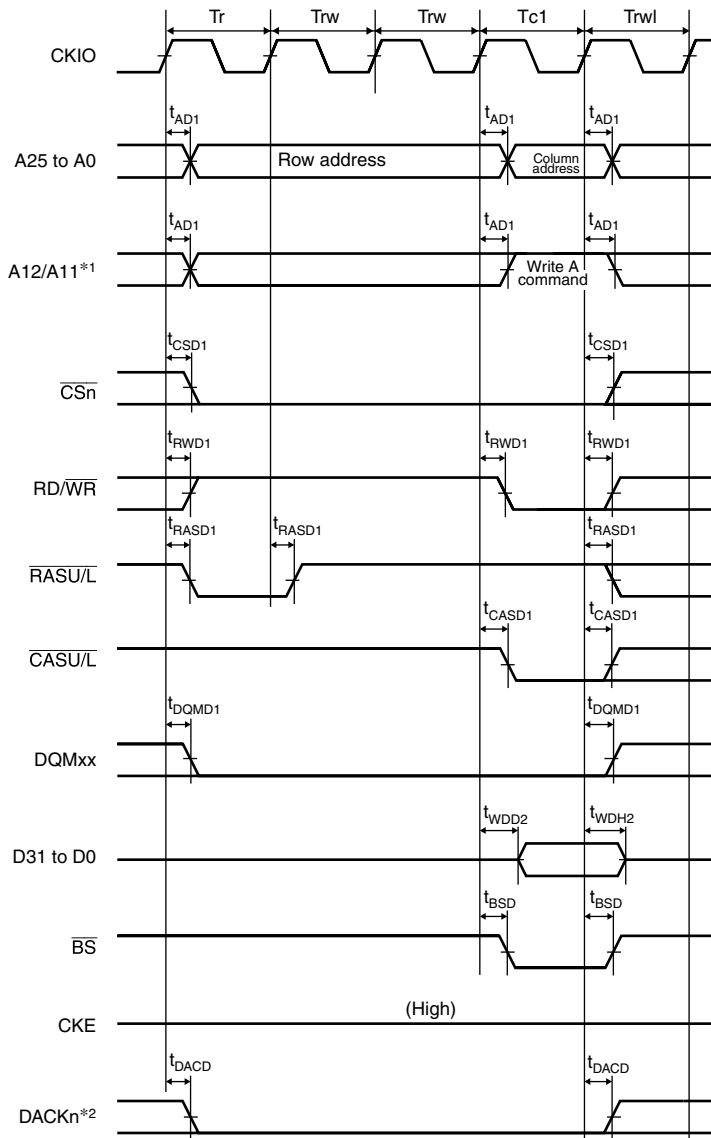 Tr Trw Trw Tc1 Trwl
CKIO
tAD1 tAD1 tAD1
A25 to A0 Row address Column address
tAD1 tAD1 tAD1
A12/A11*1 Write A command
tCSD1 tCSD1
CSn
tRWD1 tRWD1 tRWD1
RD/WR
tRASD1 tRASD1 tRASD1
RASU/L
tCASD1 tCASD1
CASU/L
tDQMD1 tDQMD1
DQMxx
tWDD2 tWDH2
D31 to D0
tBSD tBSD
BS
(High)
CKE
tDACD tDACD
DACKn*2